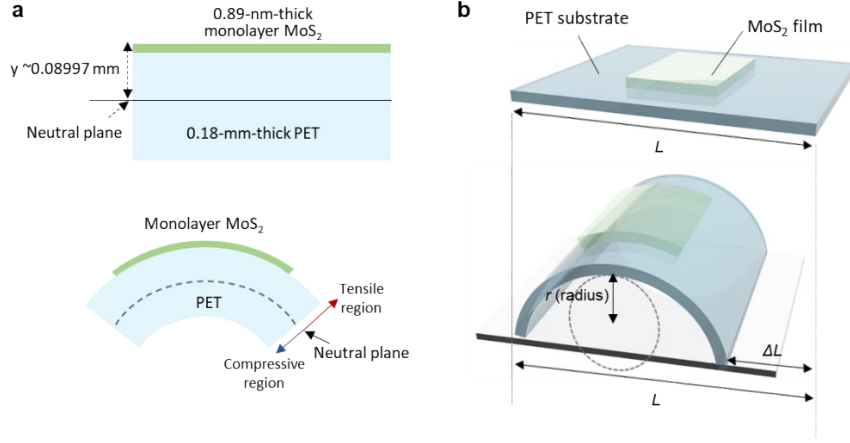 a
0.89-nm-thick
monolayer MoS₂
y ~0.08997 mm
Neutral plane
0.18-mm-thick PET
Monolayer MoS₂
PET
Tensile
region
Neutral plane
Compressive
region
b
PET substrate
MoS₂ film
L
r (radius)
ΔL
L